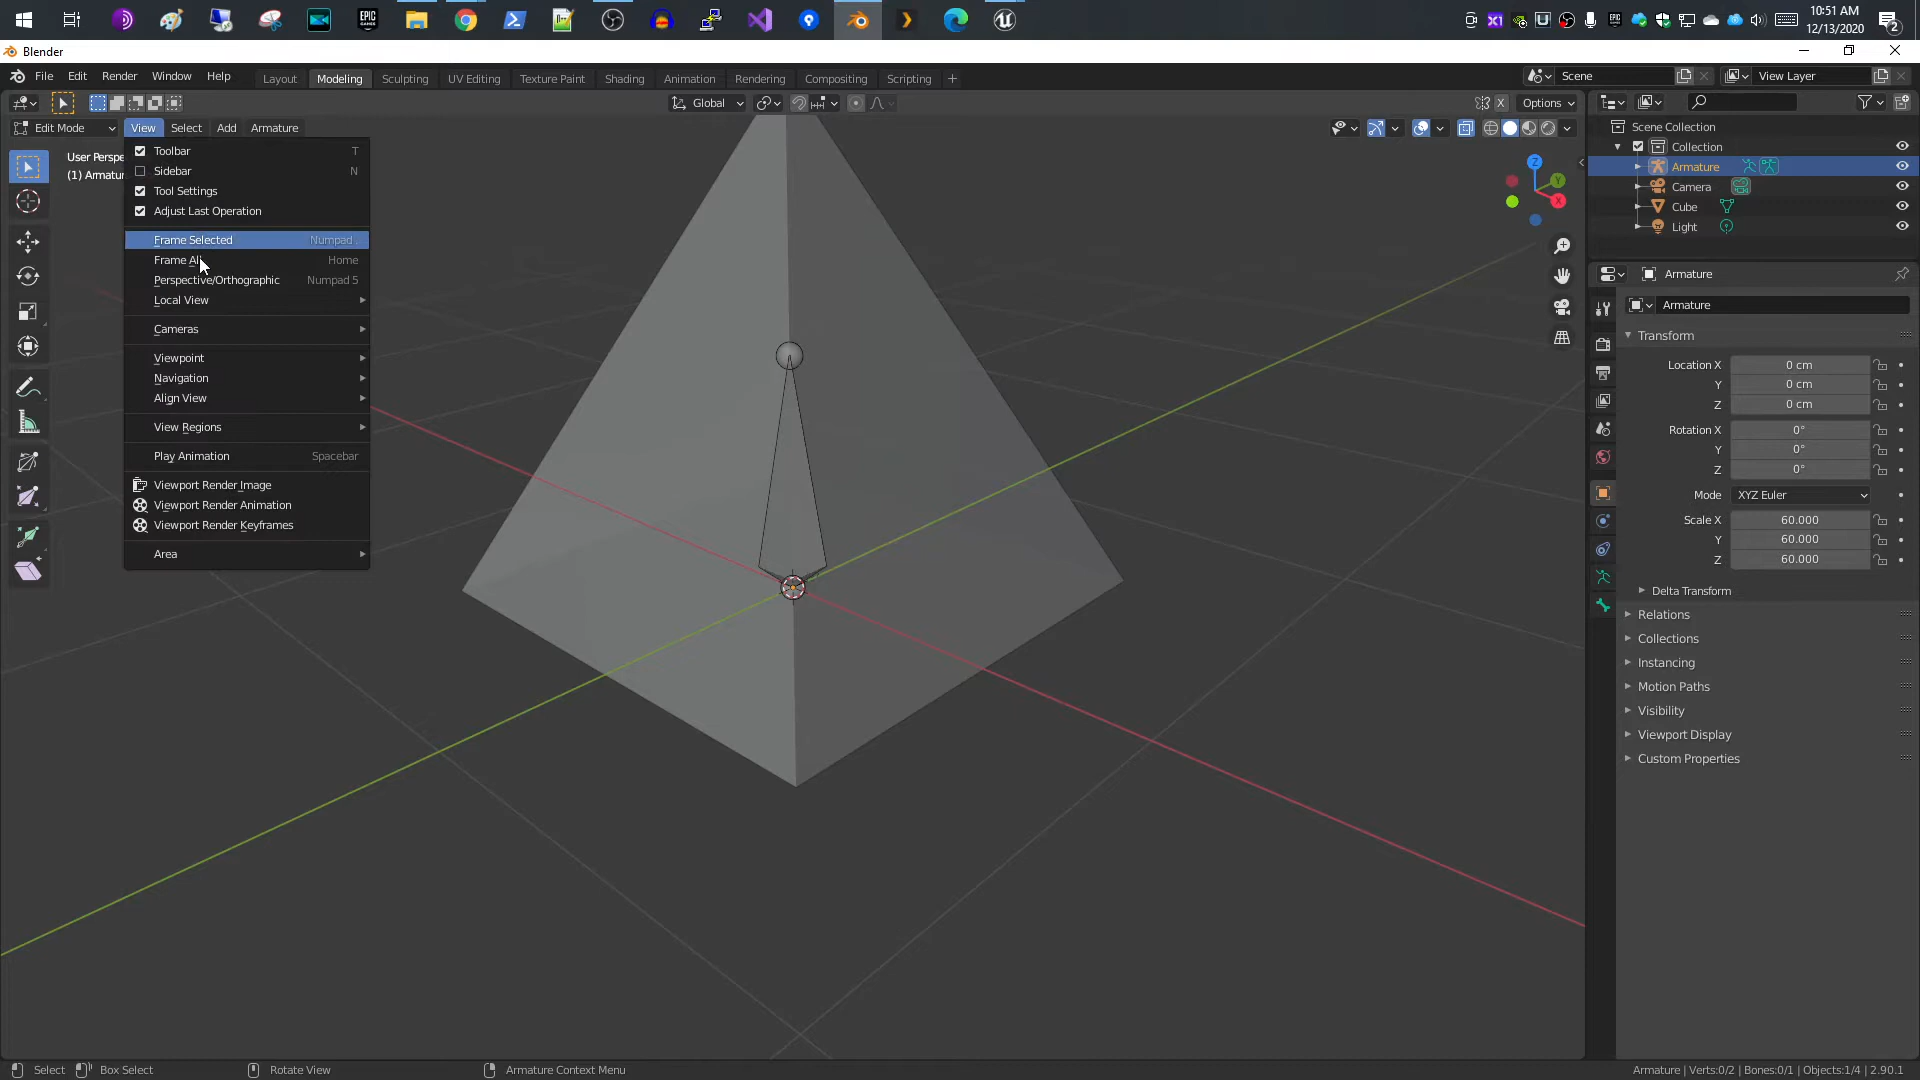 EPIC GAMES
X1
EPIC
10:51 AM
12/13/2020
2
Blender
File Edit Render Window Help
Layout Modeling Sculpting UV Editing Texture Paint Shading Animation Rendering Compositing Scripting +
Scene
View Layer
Global
X
Options
Edit Mode
View Select Add Armature
User Perspe
(1) Armatur
Toolbar T
Sidebar N
Tool Settings
Adjust Last Operation
Frame Selected Numpad .
Frame All Home
Perspective/Orthographic Numpad 5
Local View
Cameras
Viewpoint
Navigation
Align View
View Regions
Play Animation Spacebar
Viewport Render Image
Viewport Render Animation
Viewport Render Keyframes
Area
Z
Y
X
Scene Collection
Collection
Armature
Camera
Cube
Light
Armature
Armature
Transform
Location X 0 cm
Y 0 cm
Z 0 cm
Rotation X 0°
Y 0°
Z 0°
Mode XYZ Euler
Scale X 60.000
Y 60.000
Z 60.000
Delta Transform
Relations
Collections
Instancing
Motion Paths
Visibility
Viewport Display
Custom Properties
Select Box Select Rotate View Armature Context Menu
Armature | Verts:0/2 | Bones:0/1 | Objects:1/4 | 2.90.1